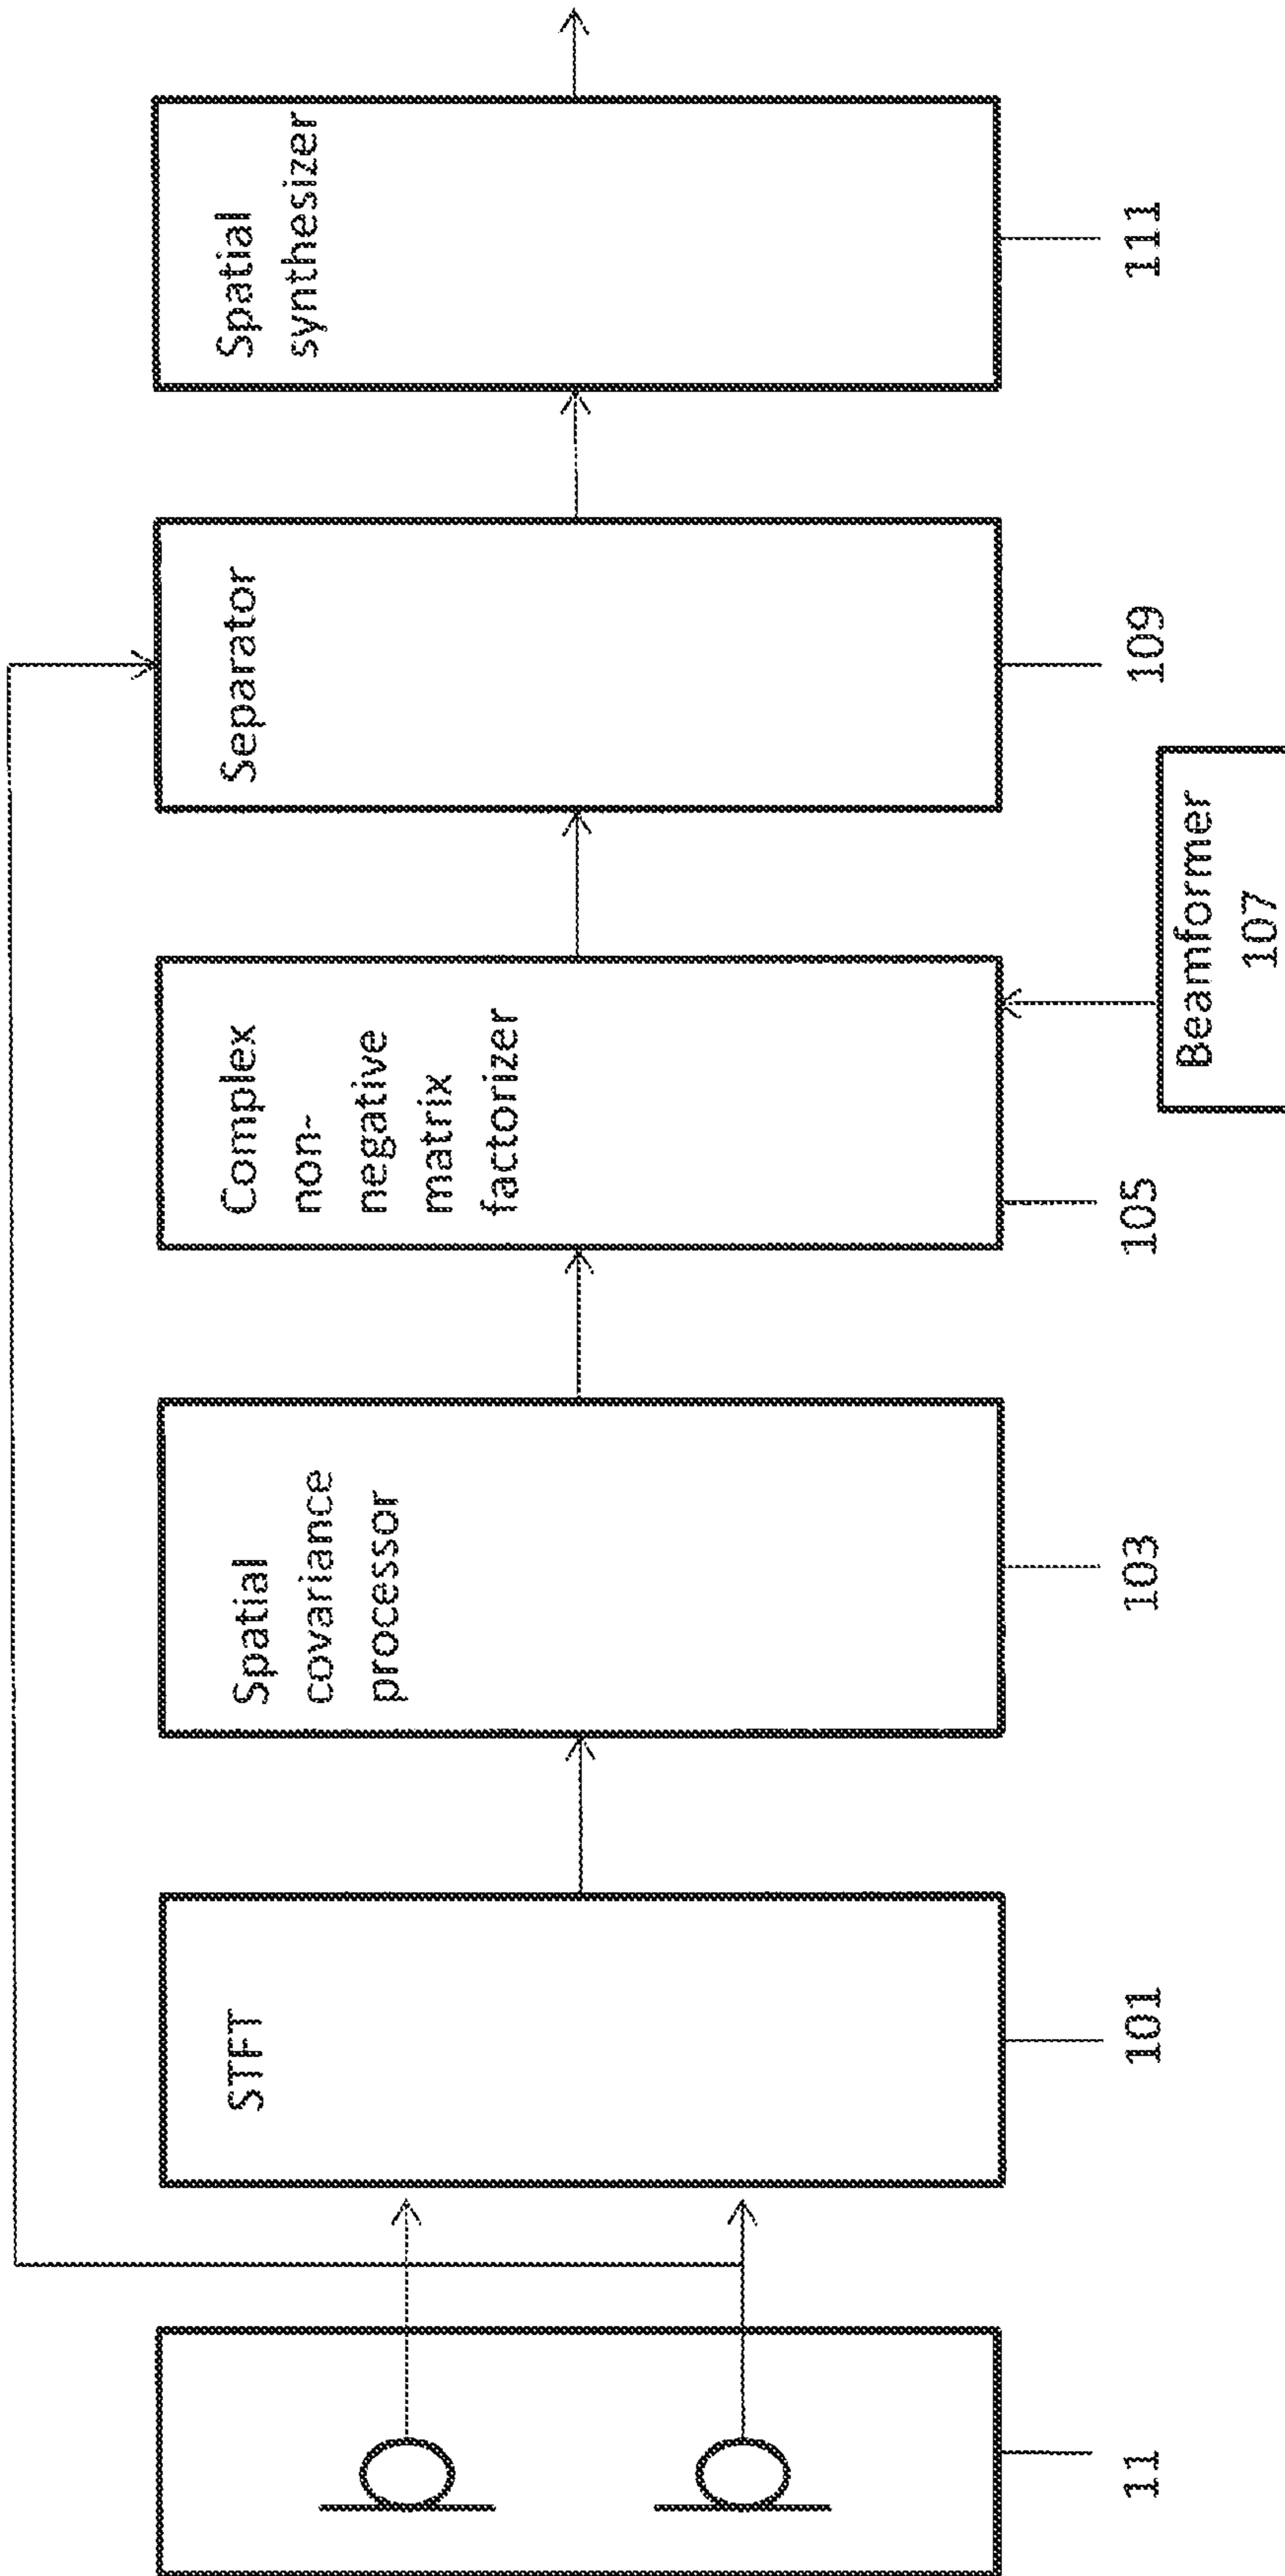 11
STFT
101
Spatial
covariance
processor
103
Complex
non-
negative
matrix
factorizer
105
Beamformer
107
Separator
109
Spatial
synthesizer
111